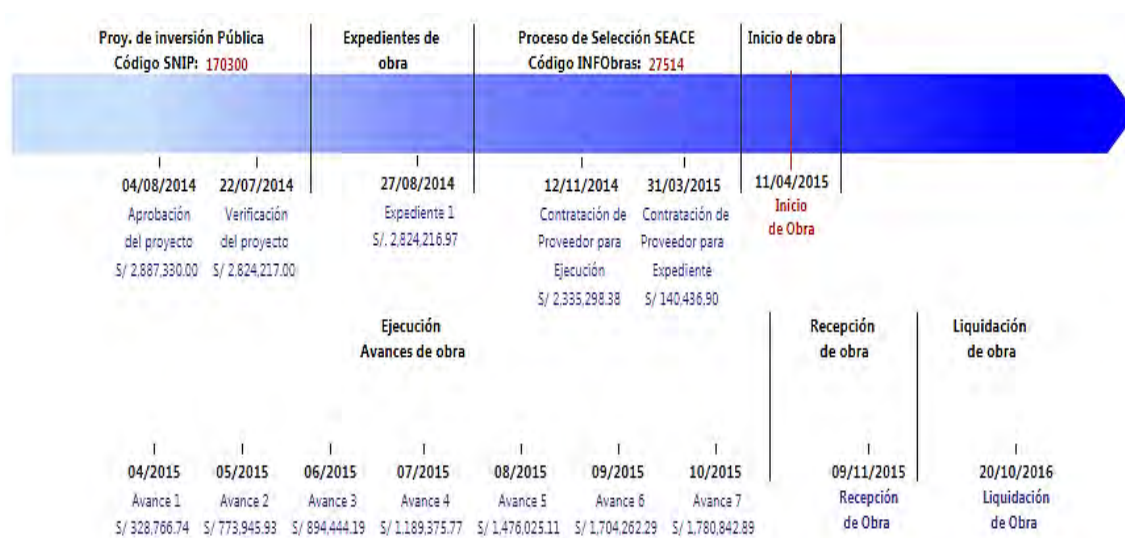 Proy. de inversión Pública
Código SNIP: 170300
Expedientes de
obra
Proceso de Selección SEACE
Código INFObras: 27514
Inicio de obra
04/08/2014
Aprobación
del proyecto
S/ 2,887,330.00
22/07/2014
Verificación
del proyecto
S/ 2,824,217.00
27/08/2014
Expediente 1
S/. 2,824,216.97
12/11/2014
Contratación de
Proveedor para
Ejecución
S/ 2,335,298.38
31/03/2015
Contratación de
Proveedor para
Expediente
S/ 140,436.90
11/04/2015
Inicio
de Obra
Ejecución
Avances de obra
Recepción
de obra
Liquidación
de obra
04/2015
Avance 1
S/ 328,766.74
05/2015
Avance 2
S/ 773,945.93
06/2015
Avance 3
S/ 894,444.19
07/2015
Avance 4
S/ 1,189,375.77
08/2015
Avance 5
S/ 1,476,025.11
09/2015
Avance 6
S/ 1,704,262.29
10/2015
Avance 7
S/ 1,780,842.89
09/11/2015
Recepción
de Obra
20/10/2016
Liquidación
de Obra